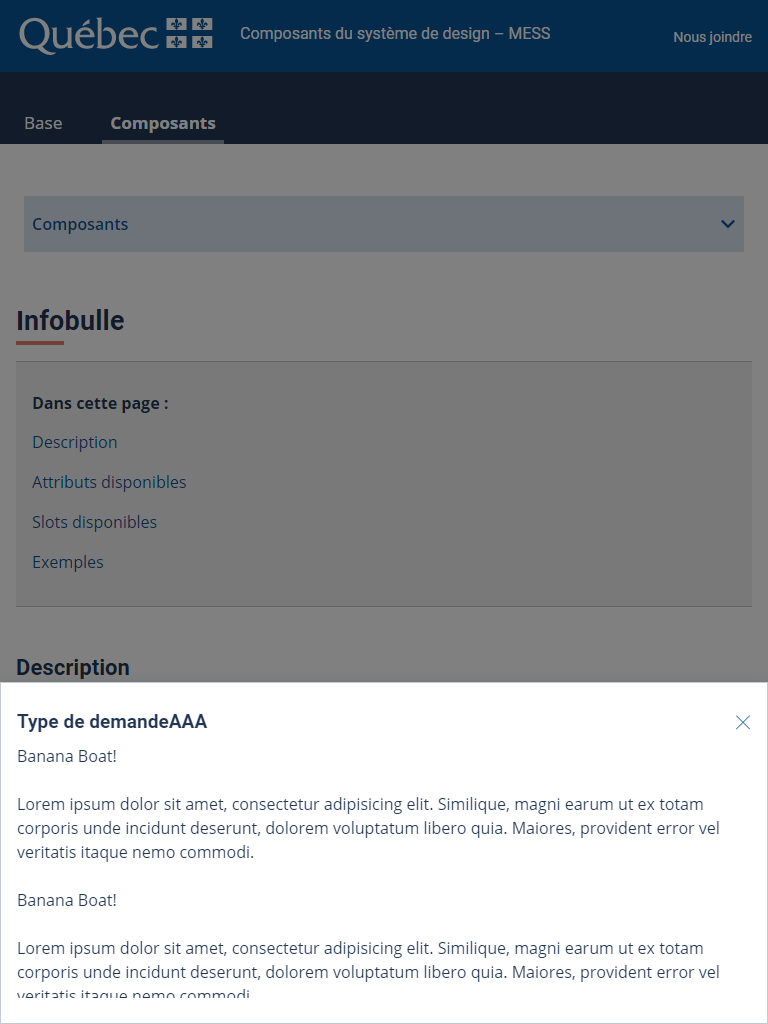 Québec
Composants du système de design – MESS
Nous joindre
Base
Composants
Composants
Infobulle
Dans cette page :
Description
Attributs disponibles
Slots disponibles
Exemples
Description
Type de demandeAAA
Banana Boat!
Lorem ipsum dolor sit amet, consectetur adipisicing elit. Similique, magni earum ut ex totam
corporis unde incidunt deserunt, dolorem voluptatum libero quia. Maiores, provident error vel
veritatis itaque nemo commodi.
Banana Boat!
Lorem ipsum dolor sit amet, consectetur adipisicing elit. Similique, magni earum ut ex totam
corporis unde incidunt deserunt, dolorem voluptatum libero quia. Maiores, provident error vel
veritatis itaque nemo commodi.